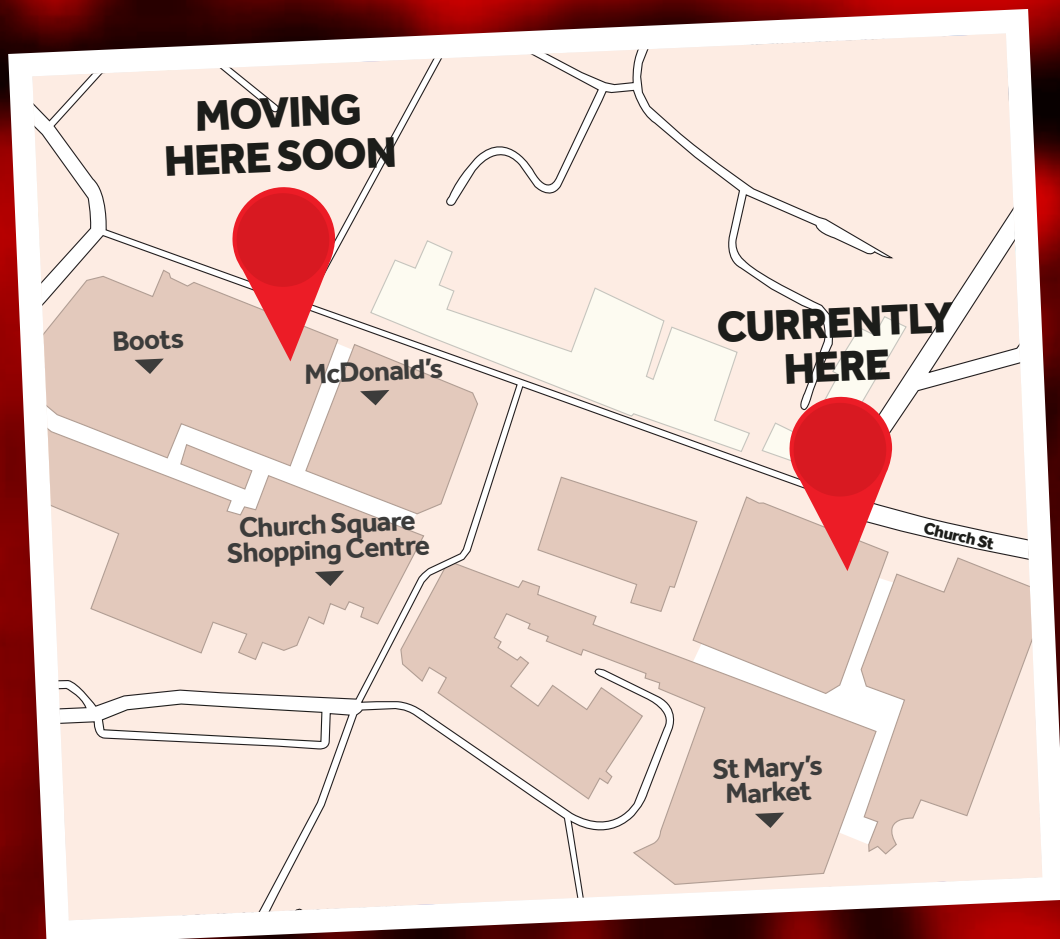 MOVING
HERE SOON
CURRENTLY
HERE
Boots
McDonald's
Church Square
Shopping Centre
Church St
St Mary's
Market